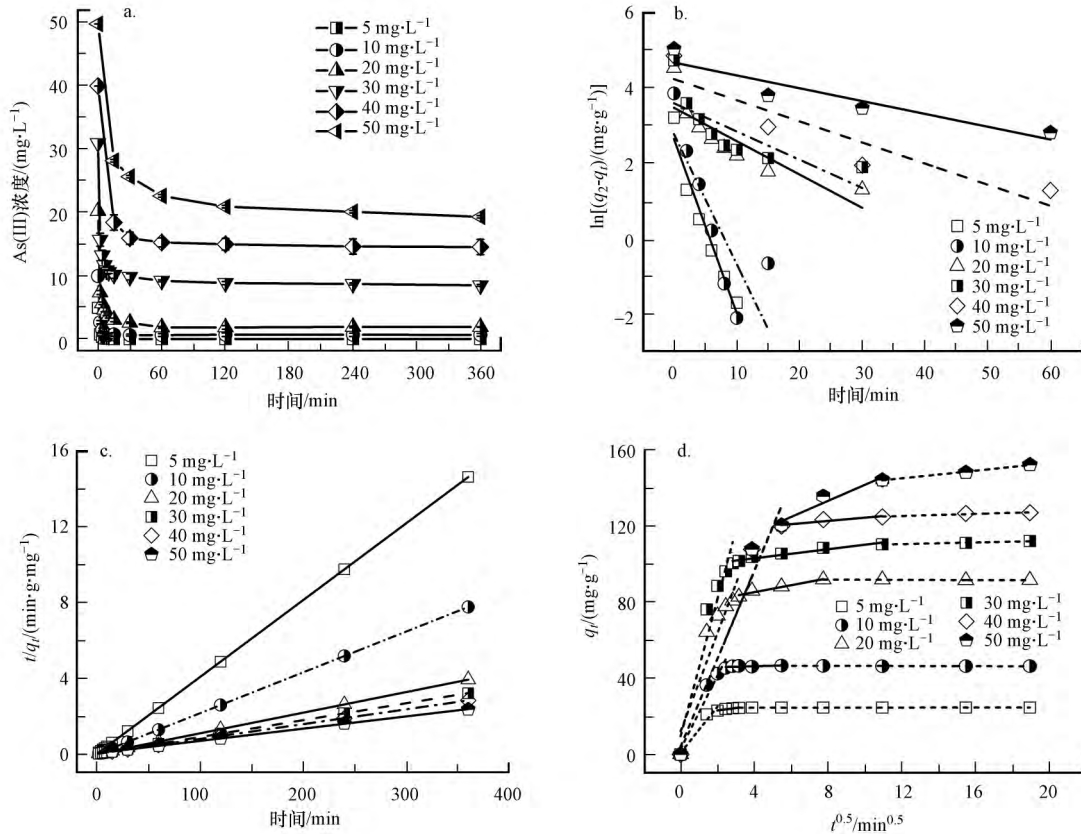 a.
50
40
30
20
10
0
As(III)浓度/(mg·L⁻¹)
5 mg·L⁻¹
10 mg·L⁻¹
20 mg·L⁻¹
30 mg·L⁻¹
40 mg·L⁻¹
50 mg·L⁻¹
0 60 120 180 240 300 360
时间/min
b.
6
4
2
0
−2
ln[(q₂-qₜ)/(mg·g⁻¹)]
5 mg·L⁻¹
10 mg·L⁻¹
20 mg·L⁻¹
30 mg·L⁻¹
40 mg·L⁻¹
50 mg·L⁻¹
0 10 20 30 40 50 60
时间/min
c.
16
12
8
4
0
t/qₜ/(min·g·mg⁻¹)
5 mg·L⁻¹
10 mg·L⁻¹
20 mg·L⁻¹
30 mg·L⁻¹
40 mg·L⁻¹
50 mg·L⁻¹
0 100 200 300 400
时间/min
d.
160
120
80
40
0
qₜ/(mg·g⁻¹)
5 mg·L⁻¹ 30 mg·L⁻¹
10 mg·L⁻¹ 40 mg·L⁻¹
20 mg·L⁻¹ 50 mg·L⁻¹
0 4 8 12 16 20
t⁰·⁵/min⁰·⁵